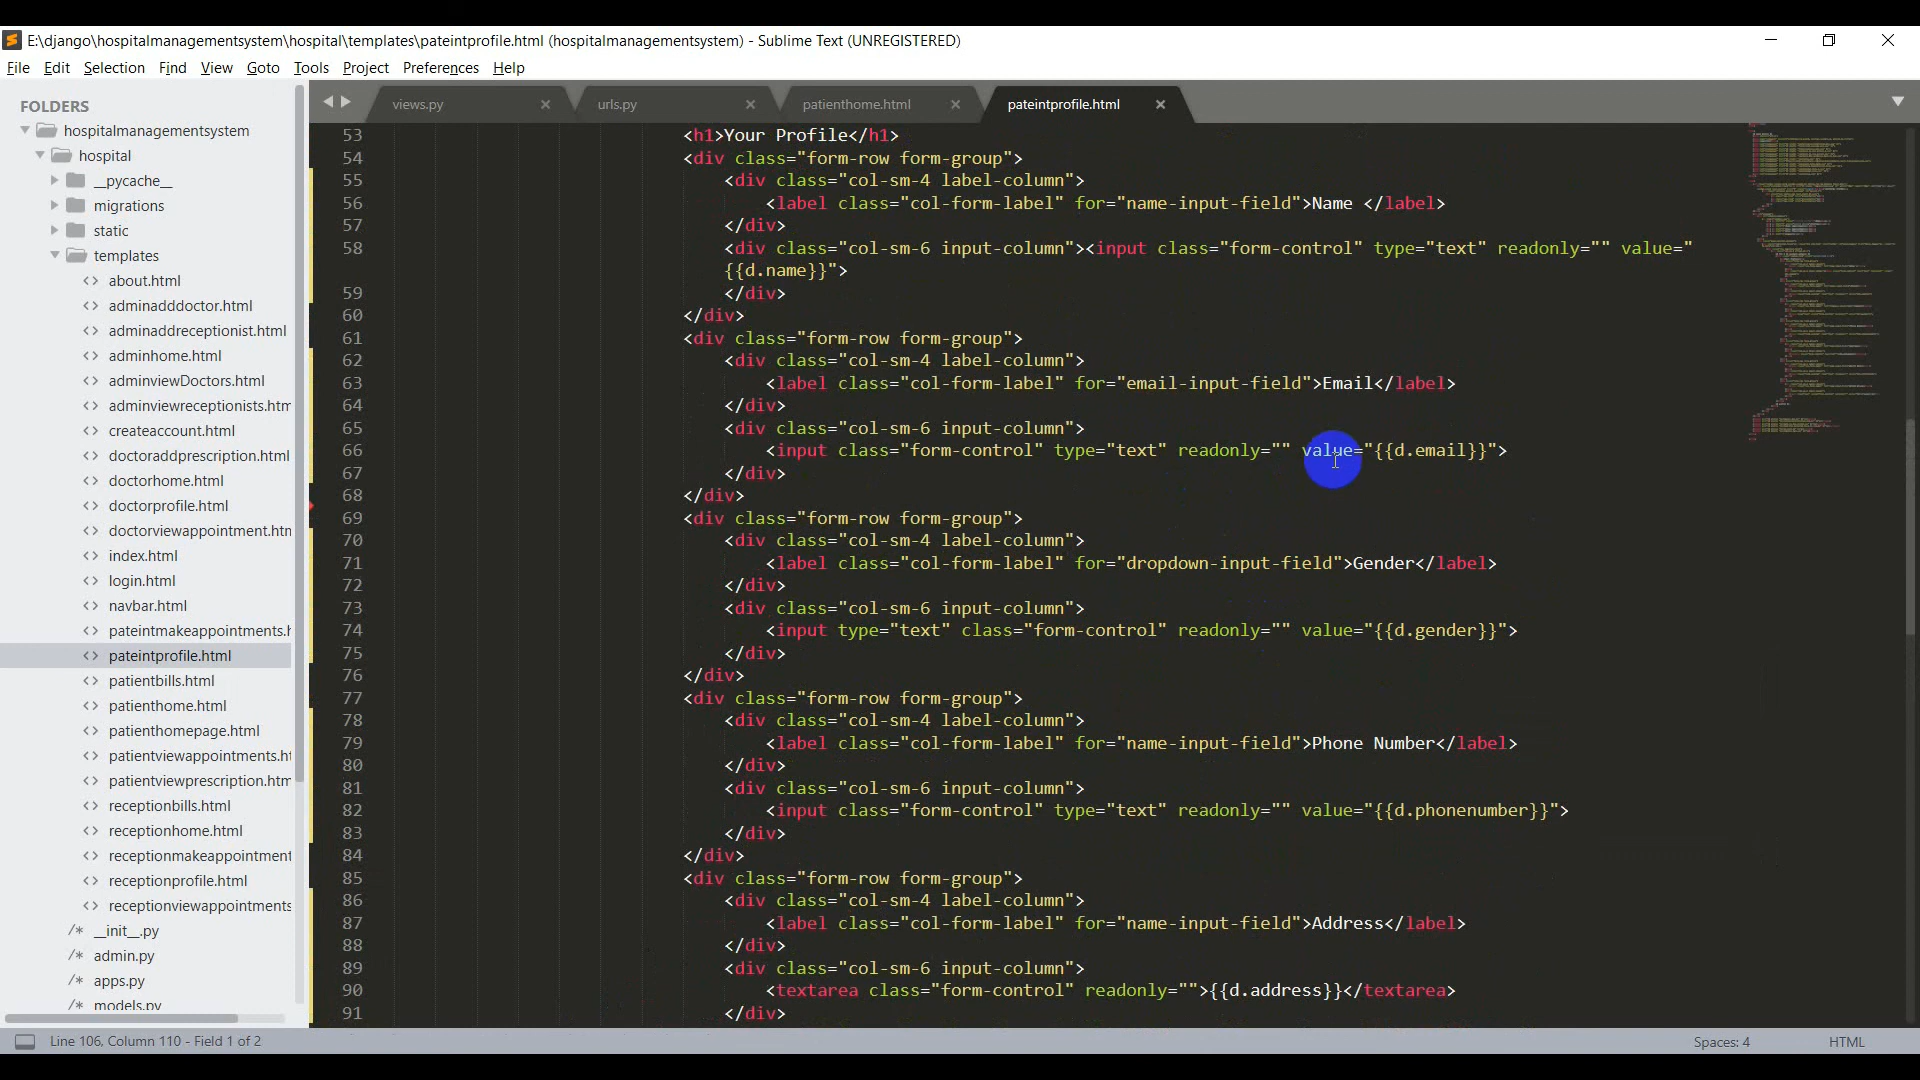 E:\django\hospitalmanagementsystem\hospital\templates\pateintprofile.html (hospitalmanagementsystem) - Sublime Text (UNREGISTERED)
File Edit Selection Find View Goto Tools Project Preferences Help
FOLDERS
hospitalmanagementsystem
hospital
__pycache__
migrations
static
templates
about.html
adminadddoctor.html
adminaddreceptionist.html
adminhome.html
adminviewDoctors.html
adminviewreceptionists.htm
createaccount.html
doctoraddprescription.html
doctorhome.html
doctorprofile.html
doctorviewappointment.htn
index.html
login.html
navbar.html
pateintmakeappointments.h
pateintprofile.html
patientbills.html
patienthome.html
patienthomepage.html
patientviewappointments.ht
patientviewprescription.htm
receptionbills.html
receptionhome.html
receptionmakeappointment
receptionprofile.html
receptionviewappointments
/* __init__.py
/* admin.py
/* apps.py
/* models.py
views.py urls.py patienthome.html pateintprofile.html
53 <h1>Your Profile</h1>
54 <div class="form-row form-group">
55 <div class="col-sm-4 label-column">
56 <label class="col-form-label" for="name-input-field">Name </label>
57 </div>
58 <div class="col-sm-6 input-column"><input class="form-control" type="text" readonly="" value="
{{d.name}}">
59 </div>
60 </div>
61 <div class="form-row form-group">
62 <div class="col-sm-4 label-column">
63 <label class="col-form-label" for="email-input-field">Email</label>
64 </div>
65 <div class="col-sm-6 input-column">
66 <input class="form-control" type="text" readonly="" value="{{d.email}}">
67 </div>
68 </div>
69 <div class="form-row form-group">
70 <div class="col-sm-4 label-column">
71 <label class="col-form-label" for="dropdown-input-field">Gender</label>
72 </div>
73 <div class="col-sm-6 input-column">
74 <input type="text" class="form-control" readonly="" value="{{d.gender}}">
75 </div>
76 </div>
77 <div class="form-row form-group">
78 <div class="col-sm-4 label-column">
79 <label class="col-form-label" for="name-input-field">Phone Number</label>
80 </div>
81 <div class="col-sm-6 input-column">
82 <input class="form-control" type="text" readonly="" value="{{d.phonenumber}}">
83 </div>
84 </div>
85 <div class="form-row form-group">
86 <div class="col-sm-4 label-column">
87 <label class="col-form-label" for="name-input-field">Address</label>
88 </div>
89 <div class="col-sm-6 input-column">
90 <textarea class="form-control" readonly="">{{d.address}}</textarea>
91 </div>
Line 106, Column 110 - Field 1 of 2 Spaces: 4 HTML